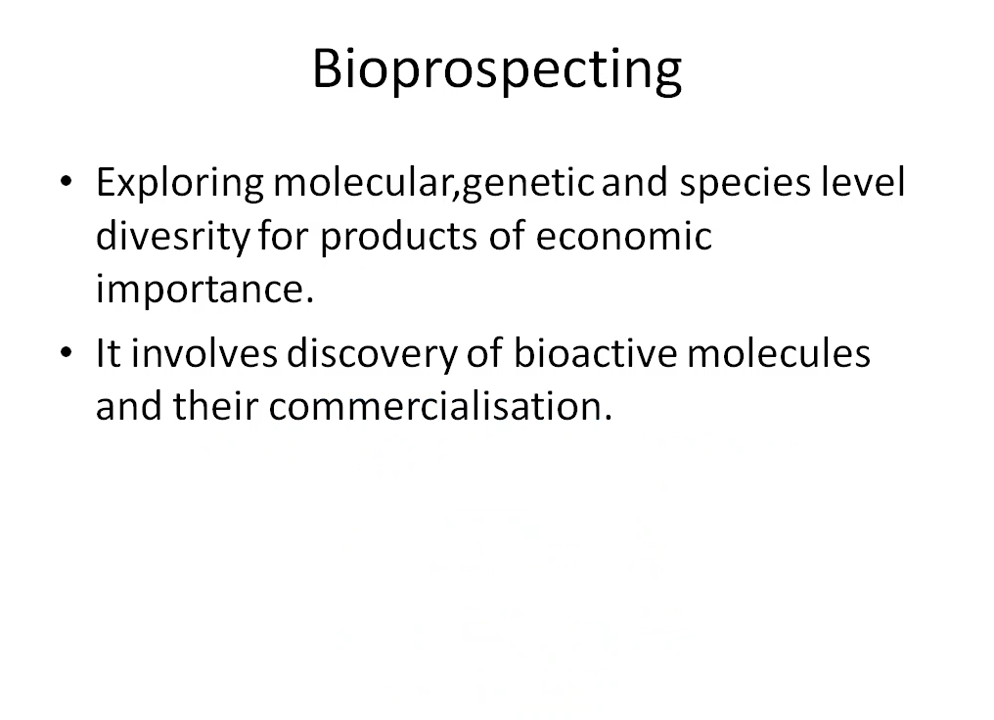 Bioprospecting
• Exploring molecular,genetic and species level
divesrity for products of economic
importance.
• It involves discovery of bioactive molecules
and their commercialisation.